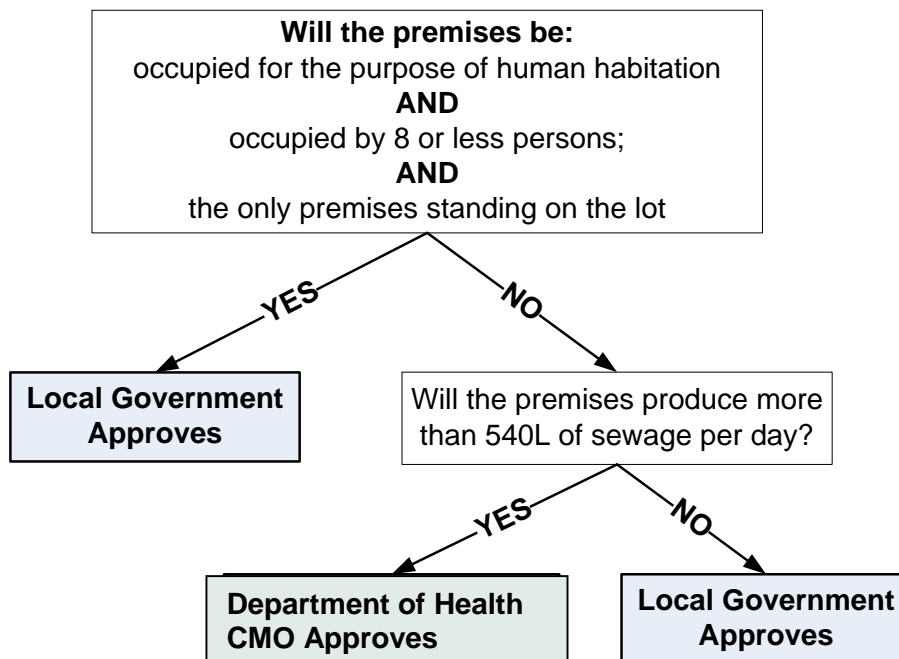 Will the premises be:
occupied for the purpose of human habitation
AND
occupied by 8 or less persons;
AND
the only premises standing on the lot
YES
NO
Local Government
Approves
Will the premises produce more
than 540L of sewage per day?
YES
NO
Department of Health
CMO Approves
Local Government
Approves